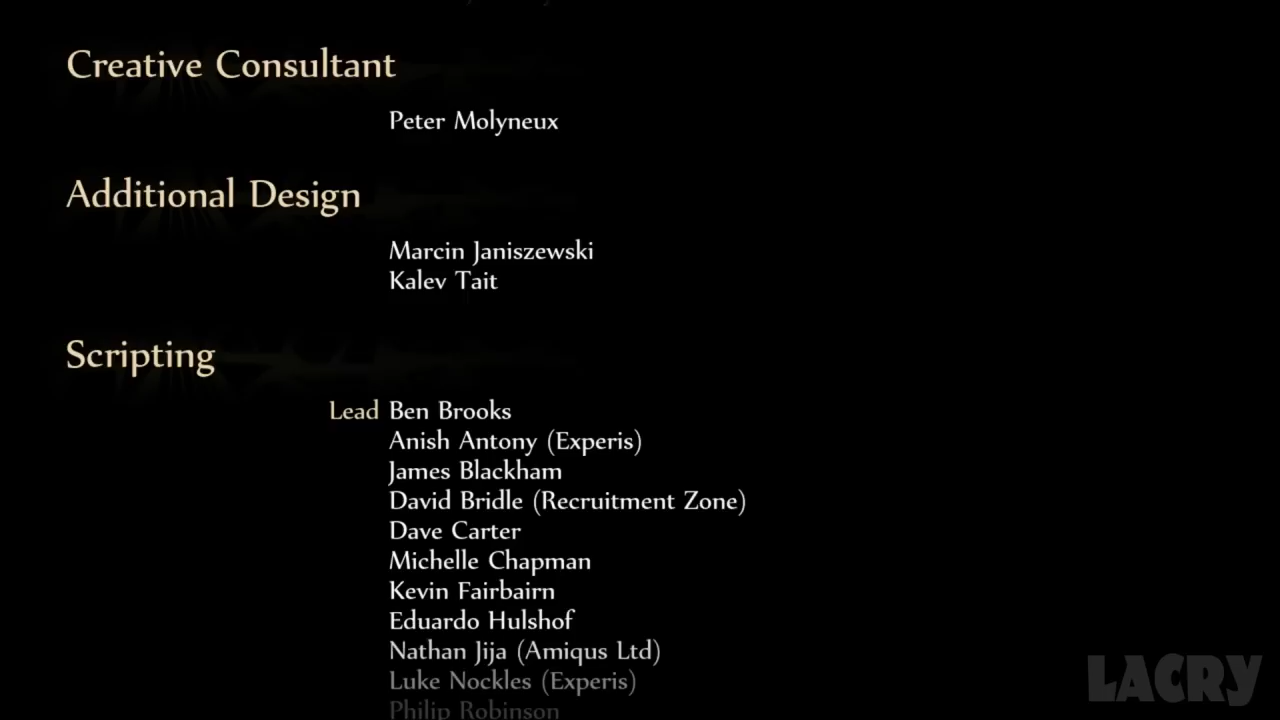 Creative Consultant
Peter Molyneux
Additional Design
Marcin Janiszewski
Kalev Tait
Scripting
Lead Ben Brooks
Anish Antony (Experis)
James Blackham
David Bridle (Recruitment Zone)
Dave Carter
Michelle Chapman
Kevin Fairbairn
Eduardo Hulshof
Nathan Jija (Amiqus Ltd)
Luke Nockles (Experis)
Philip Robinson
LACRY